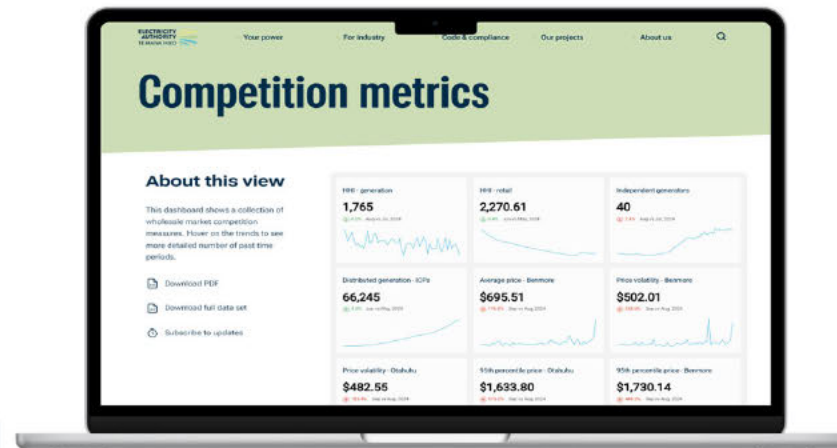 ELECTRICITY
AUTHORITY
TE MANA HIKO
Your power
For industry
Code & compliance
Our projects
About us
Competition metrics
About this view
This dashboard shows a collection of
wholesale market competition
measures. Hover on the trends to see
more detailed number of past time
periods.
Download PDF
Download full data set
Subscribe to updates
HHI - generation
1,765
HHI - retail
2,270.61
Independent generators
40
Distributed generation - ICPs
66,245
Average price - Benmore
$695.51
Price volatility - Benmore
$502.01
Price volatility - Otahuhu
$482.55
95th percentile price - Otahuhu
$1,633.80
95th percentile price - Benmore
$1,730.14